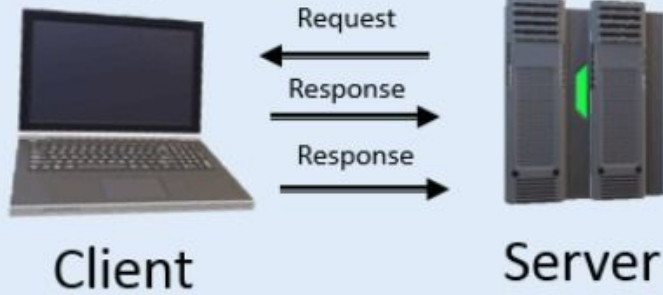 Request
Response
Response
Client
Server